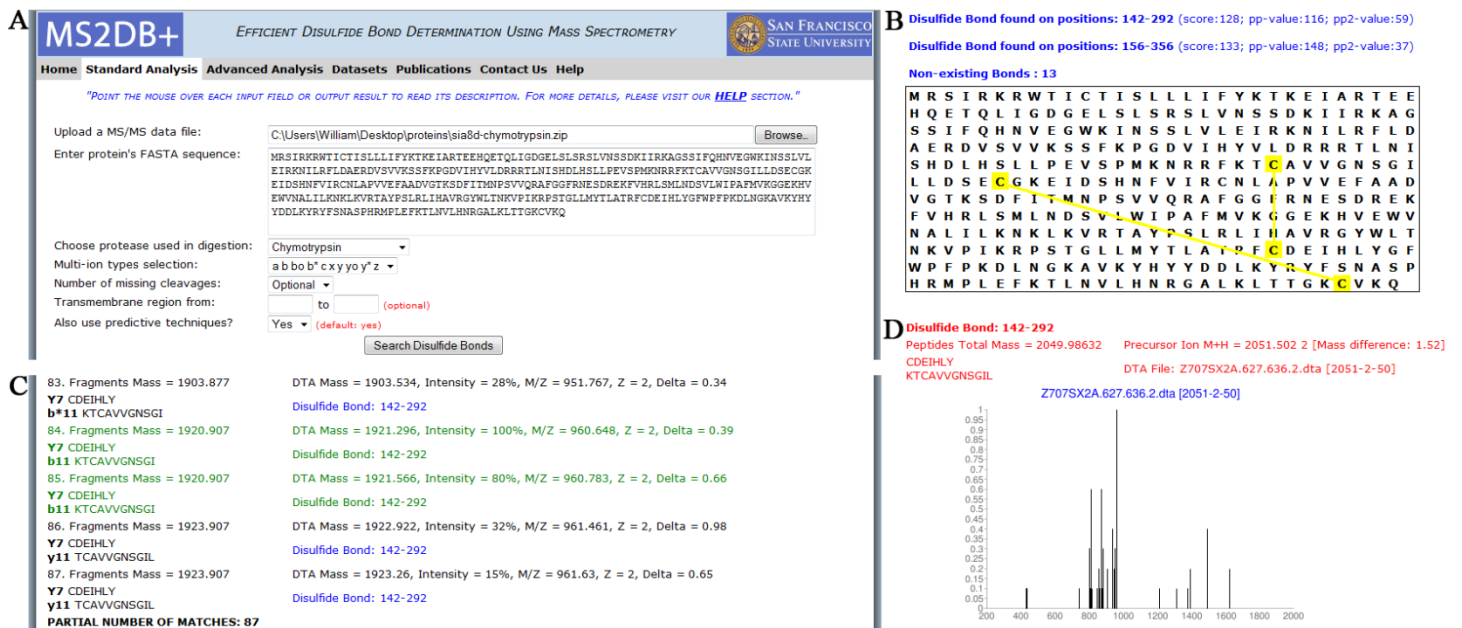 A
MS2DB+
EFFICIENT DISULFIDE BOND DETERMINATION USING MASS SPECTROMETRY
SAN FRANCISCO
STATE UNIVERSITY
Home Standard Analysis Advanced Analysis Datasets Publications Contact Us Help
"POINT THE MOUSE OVER EACH INPUT FIELD OR OUTPUT RESULT TO READ ITS DESCRIPTION. FOR MORE DETAILS, PLEASE VISIT OUR HELP SECTION."
Upload a MS/MS data file: C:\Users\William\Desktop\proteins\sia8d-chymotrypsin.zip Browse..
Enter protein's FASTA sequence:
MRSIRKRWTICTISLLLIFYKTKEIARTEEHQETQLIGDGELSLSRSLVNSSDKIIRKAGSSIFQHNVEGWKINSSLVL
EIRKNILRFLDAERDVSVVKSSFKPGDVIHYVLDRRRTLNISHDLHSLLPEVSPMKNRRFKTCAVVGNSGILLDSECGK
EIDSHNFVIRCNLAPVVEFAADVGTKSDFITMNPSVVQRAFGGFRNESDREKFVHRLSMLNDSVLWIPAFMVKGGEKHV
EWVNALILKNKLKVRTAYPSLRLIHAVRGYWLTNKVPIKRPSTGLLMYTLATRFCDEIHLYGFWPFPKDLNGKAVKYHY
YDDLKYRYFSNASPHRMPLEFKTLNVLHNRGALKLTTGKCVKQ
Choose protease used in digestion: Chymotrypsin
Multi-ion types selection: a b bo b* c x y yo y* z
Number of missing cleavages: Optional
Transmembrane region from: to (optional)
Also use predictive techniques? Yes (default: yes)
Search Disulfide Bonds
B
Disulfide Bond found on positions: 142-292 (score:128; pp-value:116; pp2-value:59)
Disulfide Bond found on positions: 156-356 (score:133; pp-value:148; pp2-value:37)
Non-existing Bonds : 13
M R S I R K R W T I C T I S L L L I F Y K T K E I A R T E E
H Q E T Q L I G D G E L S L S R S L V N S S D K I I R K A G
S S I F Q H N V E G W K I N S S L V L E I R K N I L R F L D
A E R D V S V V K S S F K P G D V I H Y V L D R R R T L N I
S H D L H S L L P E V S P M K N R R F K T C A V V G N S G I
L L D S E C G K E I D S H N F V I R C N L A P V V E F A A D
V G T K S D F I T M N P S V V Q R A F G G F R N E S D R E K
F V H R L S M L N D S V L W I P A F M V K G G E K H V E W V
N A L I L K N K L K V R T A Y P S L R L I H A V R G Y W L T
N K V P I K R P S T G L L M Y T L A T R F C D E I H L Y G F
W P F P K D L N G K A V K Y H Y Y D D L K Y R Y F S N A S P
H R M P L E F K T L N V L H N R G A L K L T T G K C V K Q
C
83. Fragments Mass = 1903.877 DTA Mass = 1903.534, Intensity = 28%, M/Z = 951.767, Z = 2, Delta = 0.34
Y7 CDEIHLY
b*11 KTCAVVGNSGI
Disulfide Bond: 142-292
84. Fragments Mass = 1920.907 DTA Mass = 1921.296, Intensity = 100%, M/Z = 960.648, Z = 2, Delta = 0.39
Y7 CDEIHLY
b11 KTCAVVGNSGI
Disulfide Bond: 142-292
85. Fragments Mass = 1920.907 DTA Mass = 1921.566, Intensity = 80%, M/Z = 960.783, Z = 2, Delta = 0.66
Y7 CDEIHLY
b11 KTCAVVGNSGI
Disulfide Bond: 142-292
86. Fragments Mass = 1923.907 DTA Mass = 1922.922, Intensity = 32%, M/Z = 961.461, Z = 2, Delta = 0.98
Y7 CDEIHLY
y11 TCAVVGNSGIL
Disulfide Bond: 142-292
87. Fragments Mass = 1923.907 DTA Mass = 1923.26, Intensity = 15%, M/Z = 961.63, Z = 2, Delta = 0.65
Y7 CDEIHLY
y11 TCAVVGNSGIL
Disulfide Bond: 142-292
PARTIAL NUMBER OF MATCHES: 87
D
Disulfide Bond: 142-292
Peptides Total Mass = 2049.98632 Precursor Ion M+H = 2051.502 2 [Mass difference: 1.52]
CDEIHLY
KTCAVVGNSGIL
DTA File: Z707SX2A.627.636.2.dta [2051-2-50]
Z707SX2A.627.636.2.dta [2051-2-50]
1
0.95
0.9
0.85
0.8
0.75
0.7
0.65
0.6
0.55
0.5
0.45
0.4
0.35
0.3
0.25
0.2
0.15
0.1
0.05
200 400 600 800 1000 1200 1400 1600 1800 2000